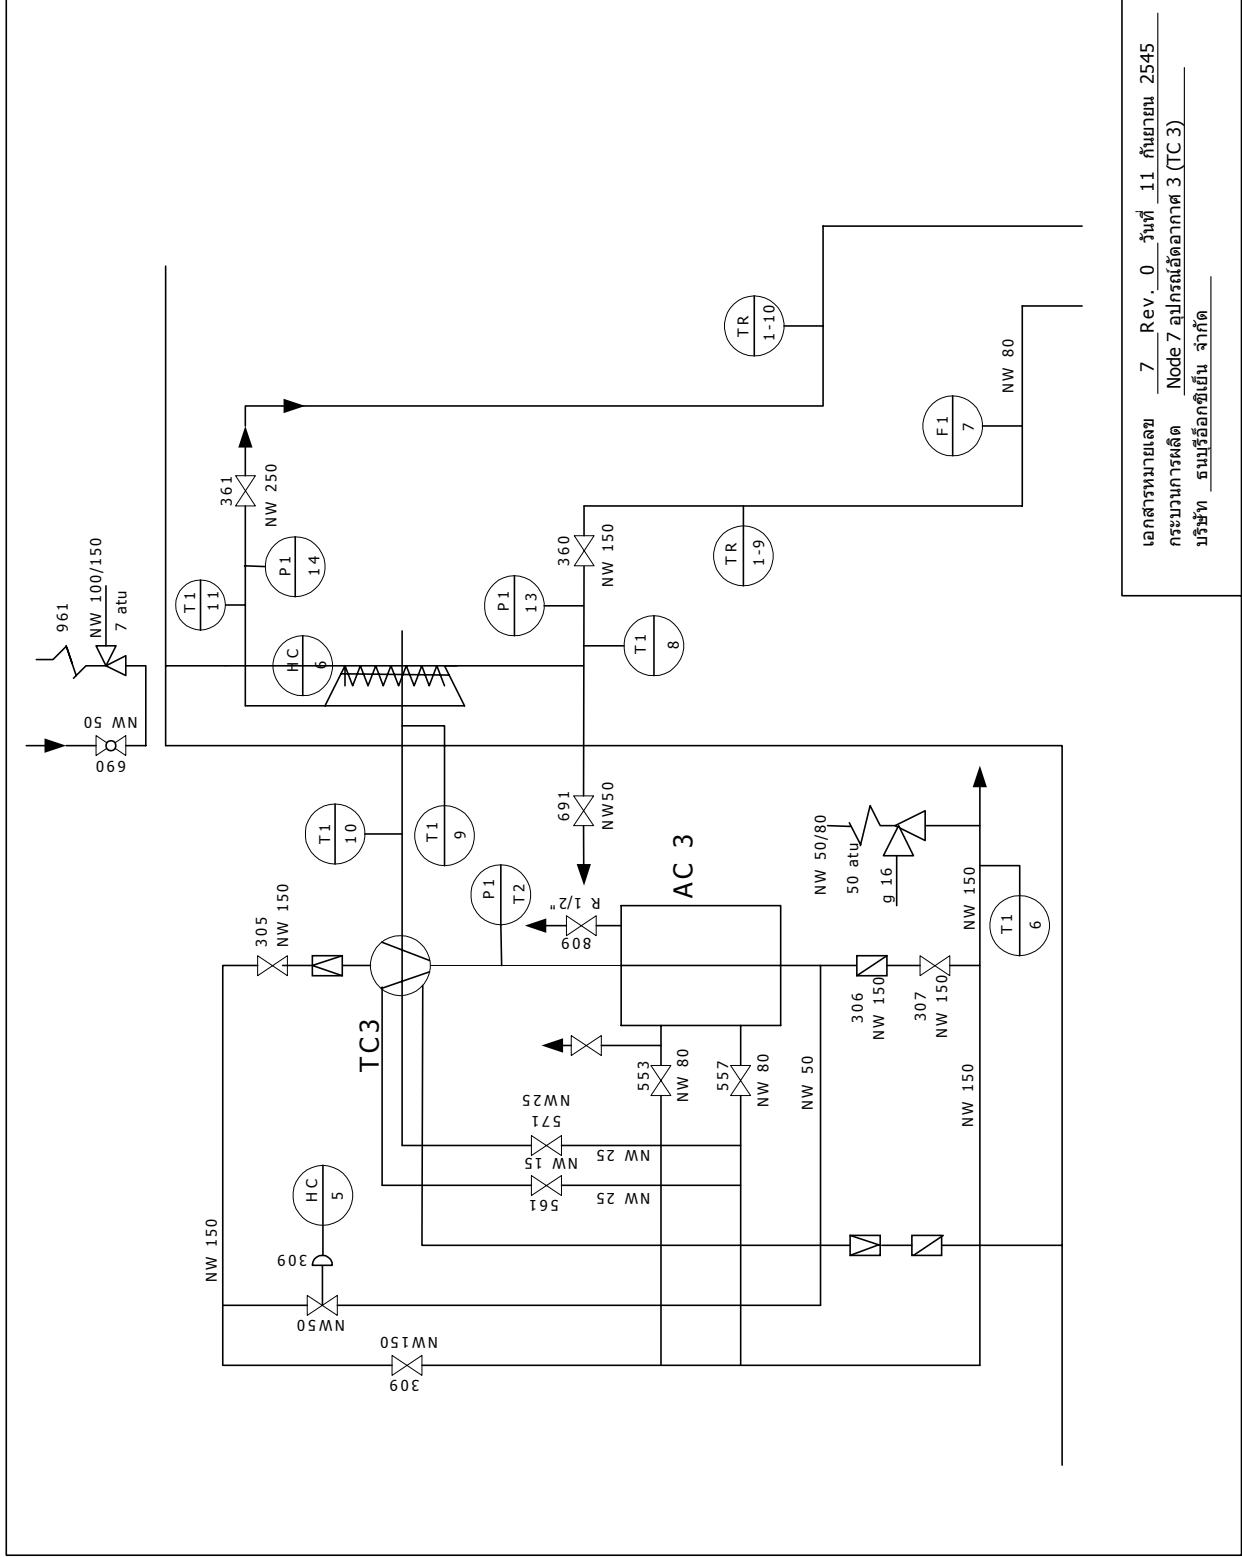 961
NW 100/150
7 atu
NW 50
690
T1
11
P1
14
361
NW 250
HC
6
P1
13
360
NW 150
T1
8
TR
1-9
TR
1-10
F1
7
NW 80
T1
10
T1
9
691
NW50
305
NW 150
P1
T2
R 1/2"
809
AC 3
TC3
NW 50/80
50 atu
g 16
NW 150
T1
6
306
NW 150
307
NW 150
553
NW 80
557
NW 80
NW 50
NW 150
NW25
571
NW 15
NW 25
561
NW 25
HC
5
309
NW50
NW 150
NW150
309
เอกสารหมายเลข 7 Rev. 0 วันที่ 11 กันยายน 2545
กระบวนการผลิต Node 7 อุปกรณ์อัดอากาศ 3 (TC 3)
บริษัท ธนบุรีอ็อกซิเย็น จำกัด